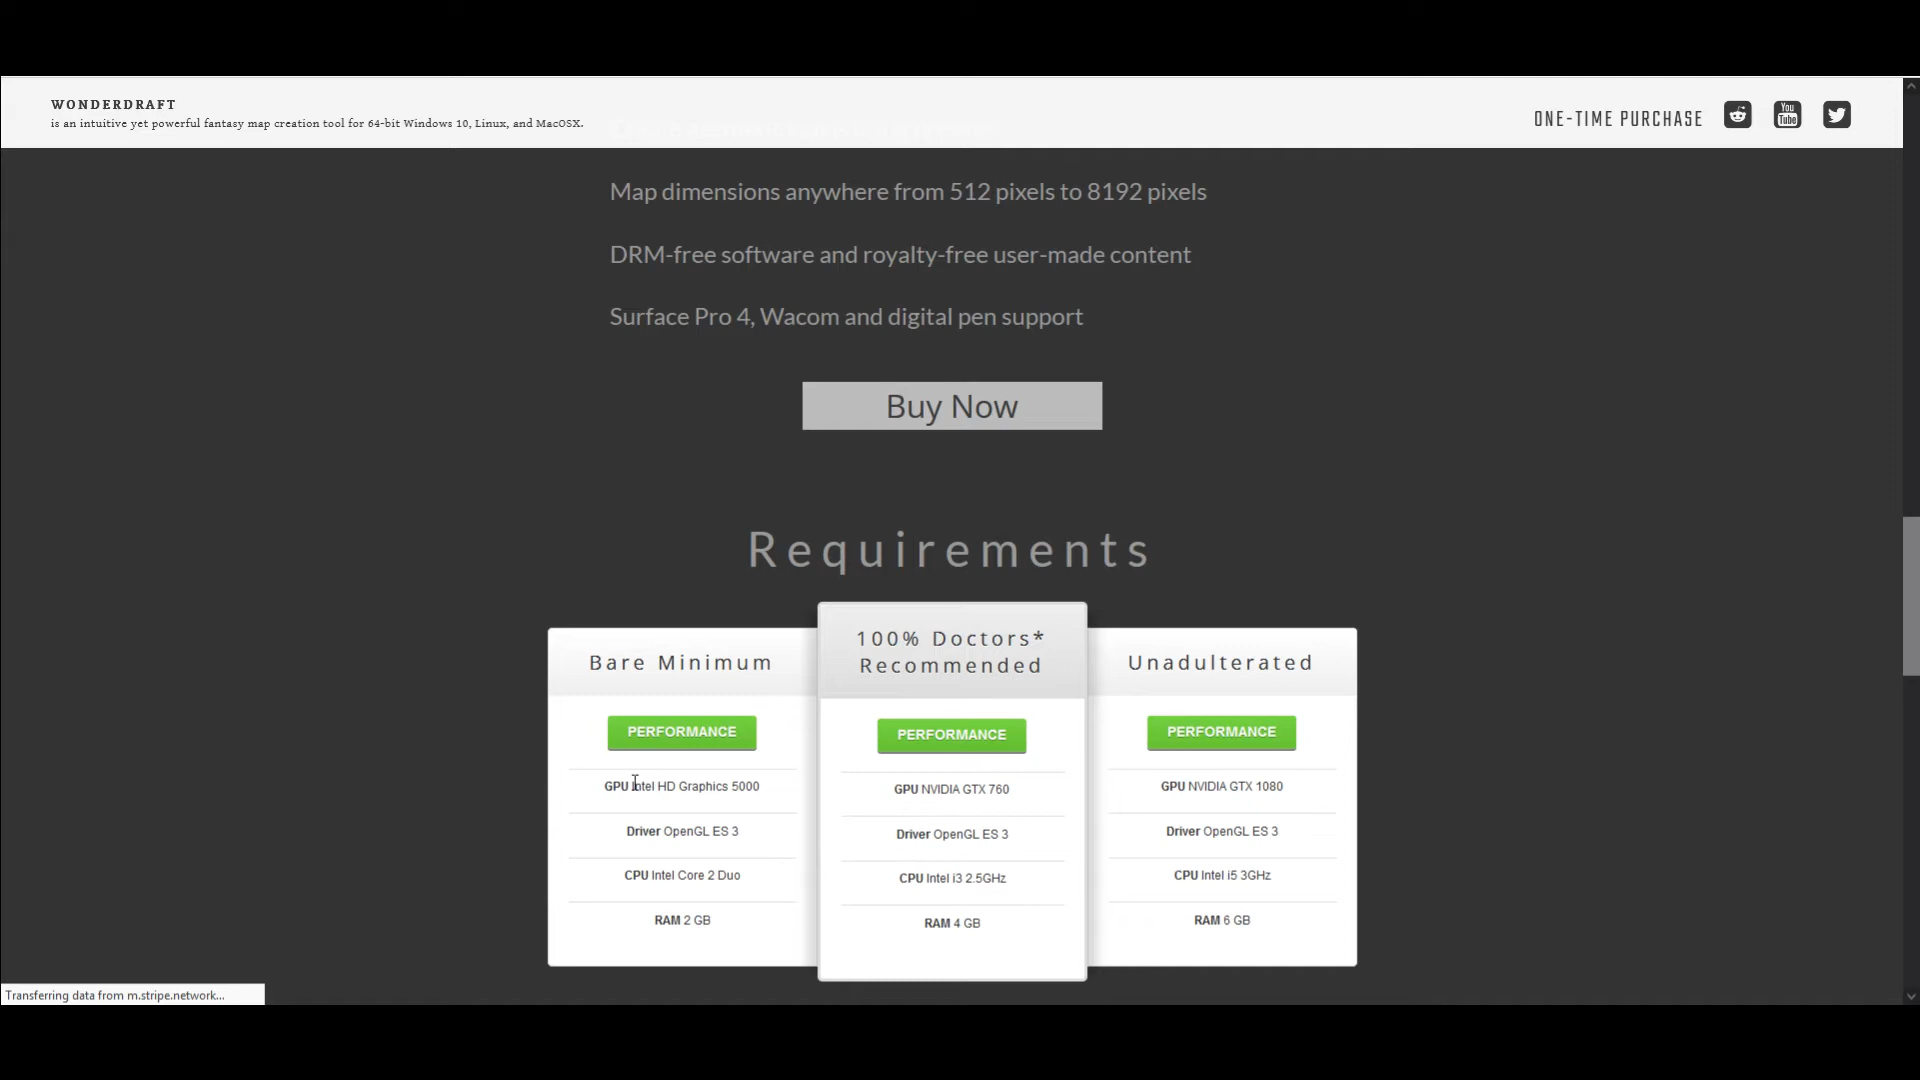 WONDERDRAFT
is an intuitive yet powerful fantasy map creation tool for 64-bit Windows 10, Linux, and MacOSX.
ONE-TIME PURCHASE
You
Tube
Map dimensions anywhere from 512 pixels to 8192 pixels
DRM-free software and royalty-free user-made content
Surface Pro 4, Wacom and digital pen support
Buy Now
Requirements
Bare Minimum
PERFORMANCE
GPU Intel HD Graphics 5000
Driver OpenGL ES 3
CPU Intel Core 2 Duo
RAM 2 GB
100% Doctors*
Recommended
PERFORMANCE
GPU NVIDIA GTX 760
Driver OpenGL ES 3
CPU Intel i3 2.5GHz
RAM 4 GB
Unadulterated
PERFORMANCE
GPU NVIDIA GTX 1080
Driver OpenGL ES 3
CPU Intel i5 3GHz
RAM 6 GB
Transferring data from m.stripe.network...